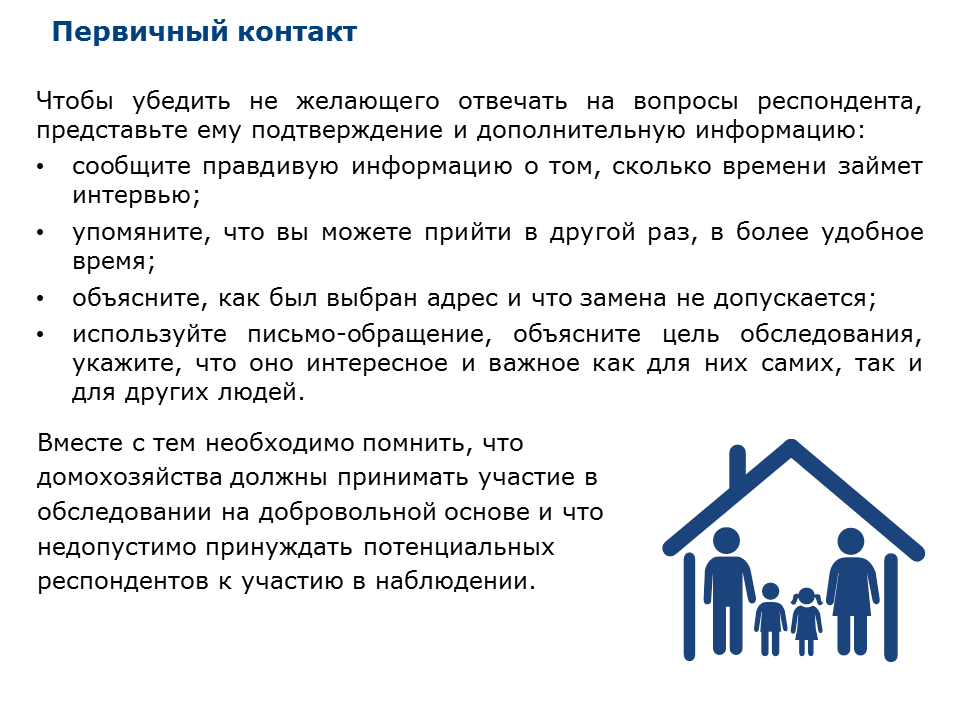 Первичный контакт
Чтобы убедить не желающего отвечать на вопросы респондента,
представьте ему подтверждение и дополнительную информацию:
• сообщите правдивую информацию о том, сколько времени займет
интервью;
• упомяните, что вы можете прийти в другой раз, в более удобное
время;
• объясните, как был выбран адрес и что замена не допускается;
• используйте письмо-обращение, объясните цель обследования,
укажите, что оно интересное и важное как для них самих, так и
для других людей.
Вместе с тем необходимо помнить, что
домохозяйства должны принимать участие в
обследовании на добровольной основе и что
недопустимо принуждать потенциальных
респондентов к участию в наблюдении.